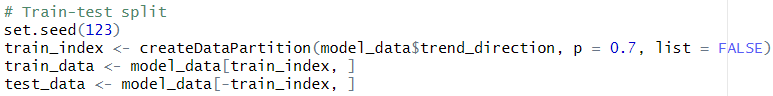 # Train-test split
set.seed(123)
train_index <- createDataPartition(model_data$trend_direction, p = 0.7, list = FALSE)
train_data <- model_data[train_index, ]
test_data <- model_data[-train_index, ]